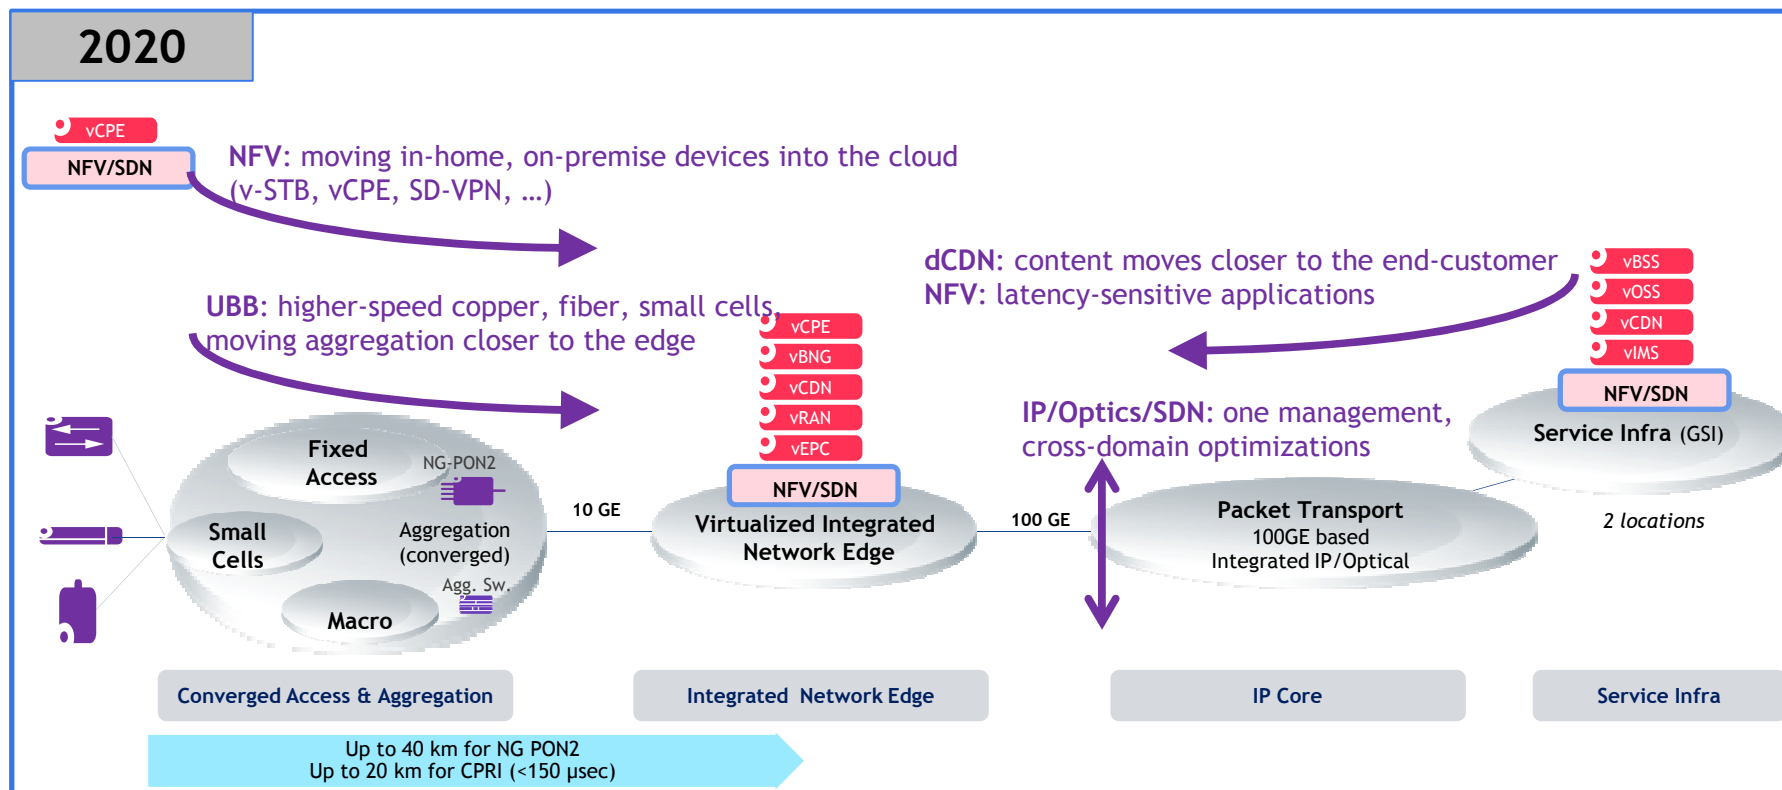 2020
vCPE
NFV/SDN
NFV: moving in-home, on-premise devices into the cloud
(v-STB, vCPE, SD-VPN, ...)
UBB: higher-speed copper, fiber, small cells,
moving aggregation closer to the edge
dCDN: content moves closer to the end-customer
NFV: latency-sensitive applications
vBSS
vOSS
vCDN
vIMS
NFV/SDN
Service Infra (GSI)
2 locations
vCPE
vBNG
vCDN
vRAN
vEPC
NFV/SDN
Virtualized Integrated
Network Edge
IP/Optics/SDN: one management,
cross-domain optimizations
Fixed
Access
NG-PON2
Small
Cells
Aggregation
(converged)
Agg. Sw.
Macro
10 GE
100 GE
Packet Transport
100GE based
Integrated IP/Optical
Converged Access & Aggregation
Integrated Network Edge
IP Core
Service Infra
Up to 40 km for NG PON2
Up to 20 km for CPRI (<150 µsec)